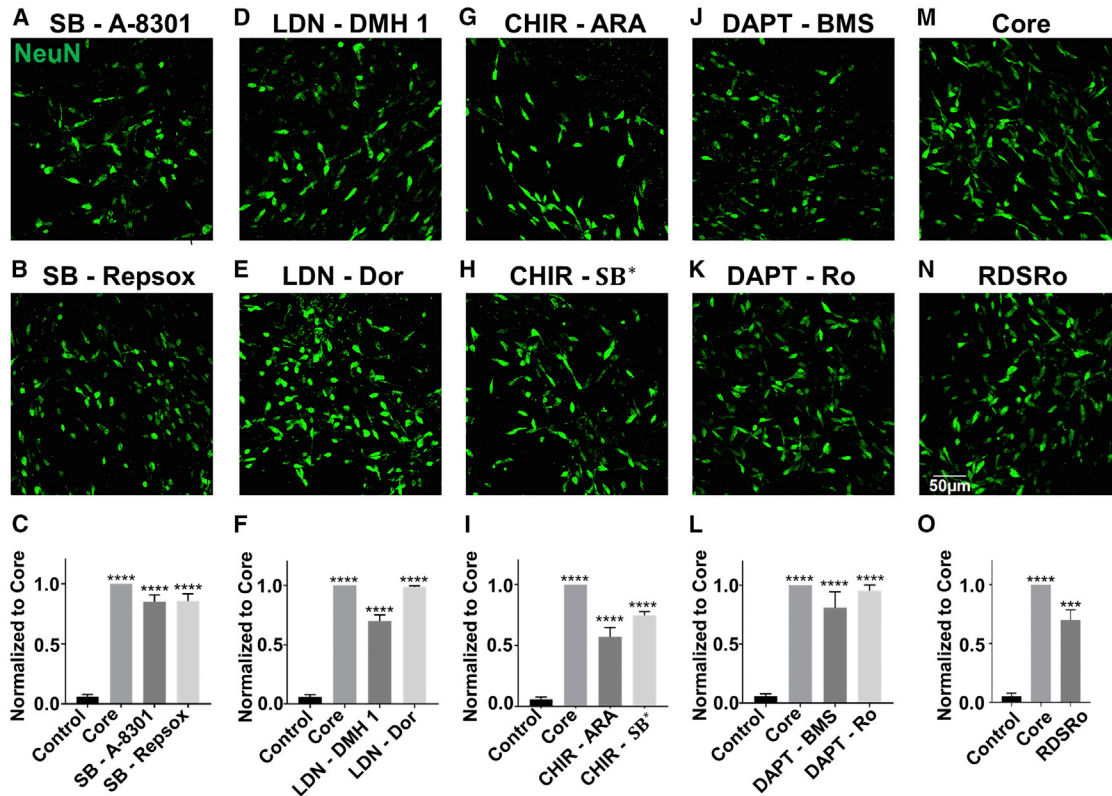 A SB - A-8301
NeuN
D LDN - DMH 1
G CHIR - ARA
J DAPT - BMS
M Core
B SB - Repsox
E LDN - Dor
H CHIR - SB*
K DAPT - Ro
N RDSRo
50µm
C
Normalized to Core
1.0
0.5
0.0
****
****
****
Control
Core
SB - A-8301
SB - Repsox
F
Normalized to Core
1.0
0.5
0.0
****
****
****
Control
Core
LDN - DMH 1
LDN - Dor
I
Normalized to Core
1.0
0.5
0.0
****
****
****
Control
Core
CHIR - ARA
CHIR - SB*
L
Normalized to Core
1.0
0.5
0.0
****
****
****
Control
Core
DAPT - BMS
DAPT - Ro
O
Normalized to Core
1.0
0.5
0.0
****
***
Control
Core
RDSRo